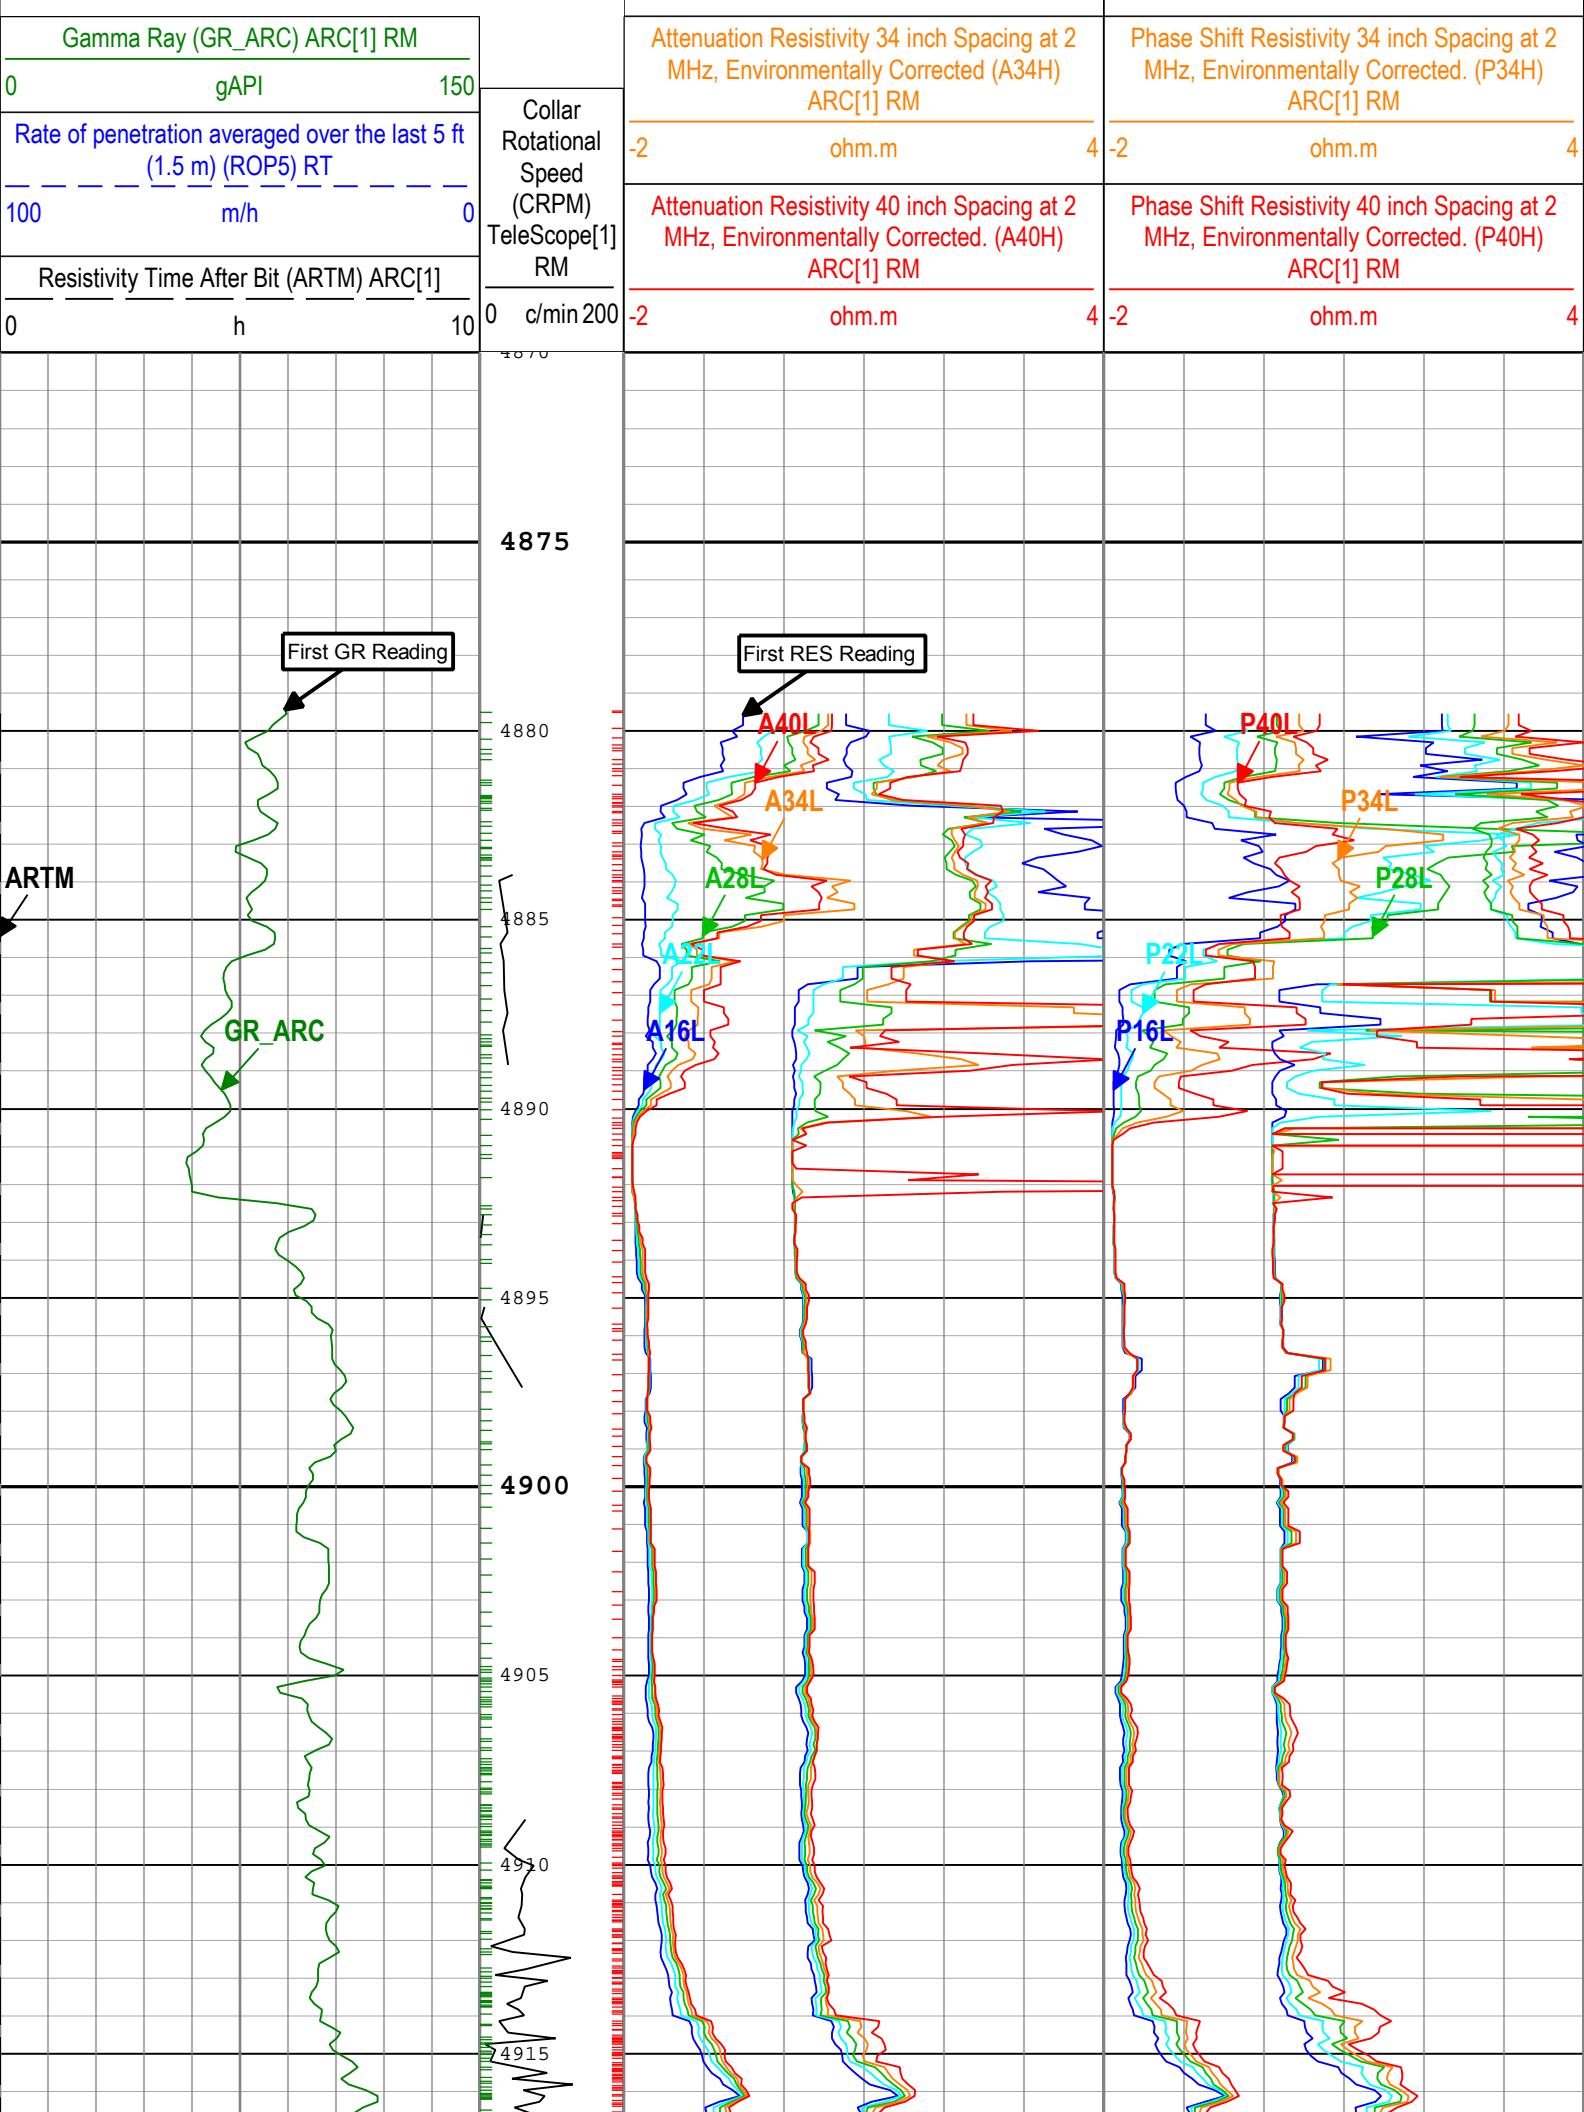 Gamma Ray (GR_ARC) ARC[1] RM
0 gAPI 150
Rate of penetration averaged over the last 5 ft
(1.5 m) (ROP5) RT
100 m/h 0
Resistivity Time After Bit (ARTM) ARC[1]
0 h 10
Collar
Rotational
Speed
(CRPM)
TeleScope[1]
RM
0 c/min 200
Attenuation Resistivity 34 inch Spacing at 2
MHz, Environmentally Corrected (A34H)
ARC[1] RM
-2 ohm.m 4
Attenuation Resistivity 40 inch Spacing at 2
MHz, Environmentally Corrected. (A40H)
ARC[1] RM
-2 ohm.m 4
Phase Shift Resistivity 34 inch Spacing at 2
MHz, Environmentally Corrected. (P34H)
ARC[1] RM
-2 ohm.m 4
Phase Shift Resistivity 40 inch Spacing at 2
MHz, Environmentally Corrected. (P40H)
ARC[1] RM
-2 ohm.m 4
4870
4875
First GR Reading
First RES Reading
4880
A40L
P40L
A34L
P34L
ARTM
A28L
P28L
4885
A22L
P22L
GR_ARC
A16L
P16L
4890
4895
4900
4905
4910
4915